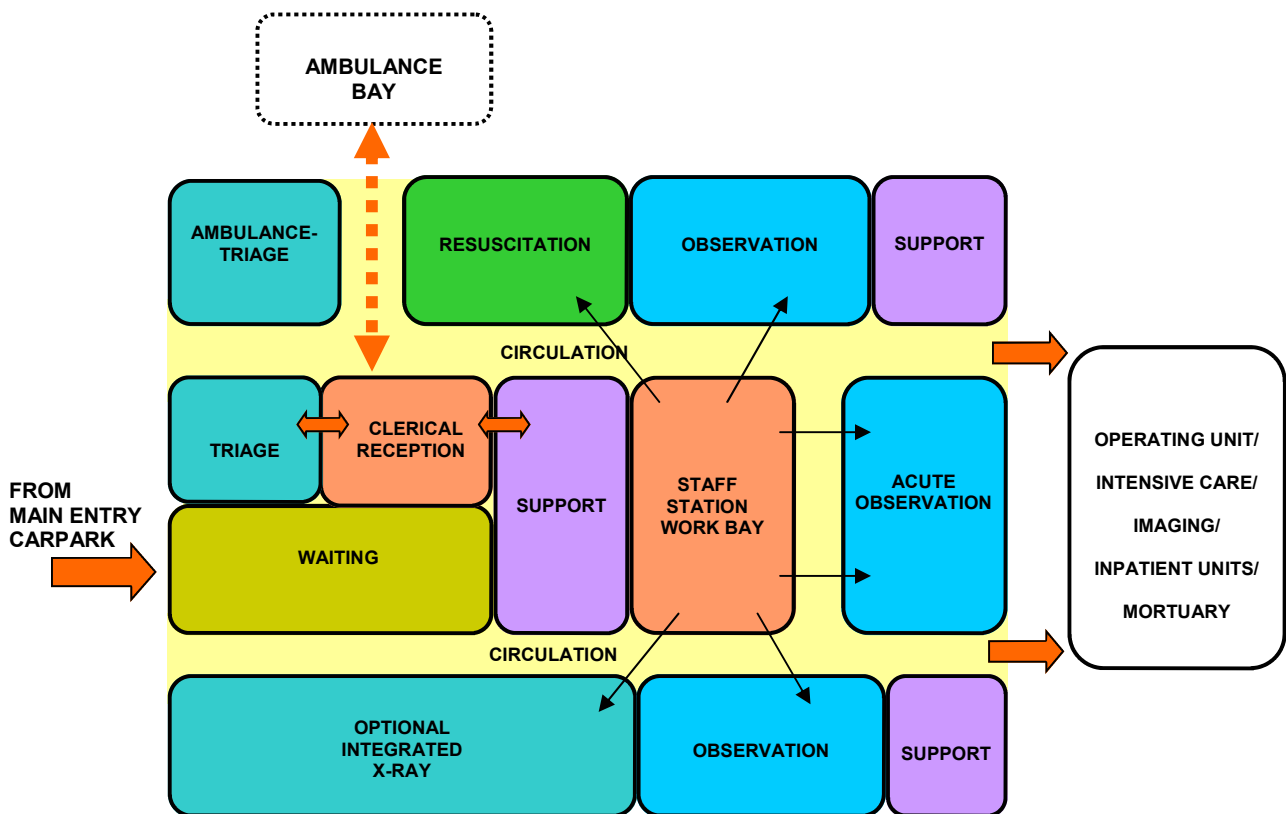 AMBULANCE
BAY
AMBULANCE-
TRIAGE
RESUSCITATION
OBSERVATION
SUPPORT
CIRCULATION
TRIAGE
CLERICAL
RECEPTION
SUPPORT
STAFF
STATION
WORK BAY
ACUTE
OBSERVATION
OPERATING UNIT/
INTENSIVE CARE/
IMAGING/
INPATIENT UNITS/
MORTUARY
FROM
MAIN ENTRY
CARPARK
WAITING
CIRCULATION
OPTIONAL
INTEGRATED
X-RAY
OBSERVATION
SUPPORT